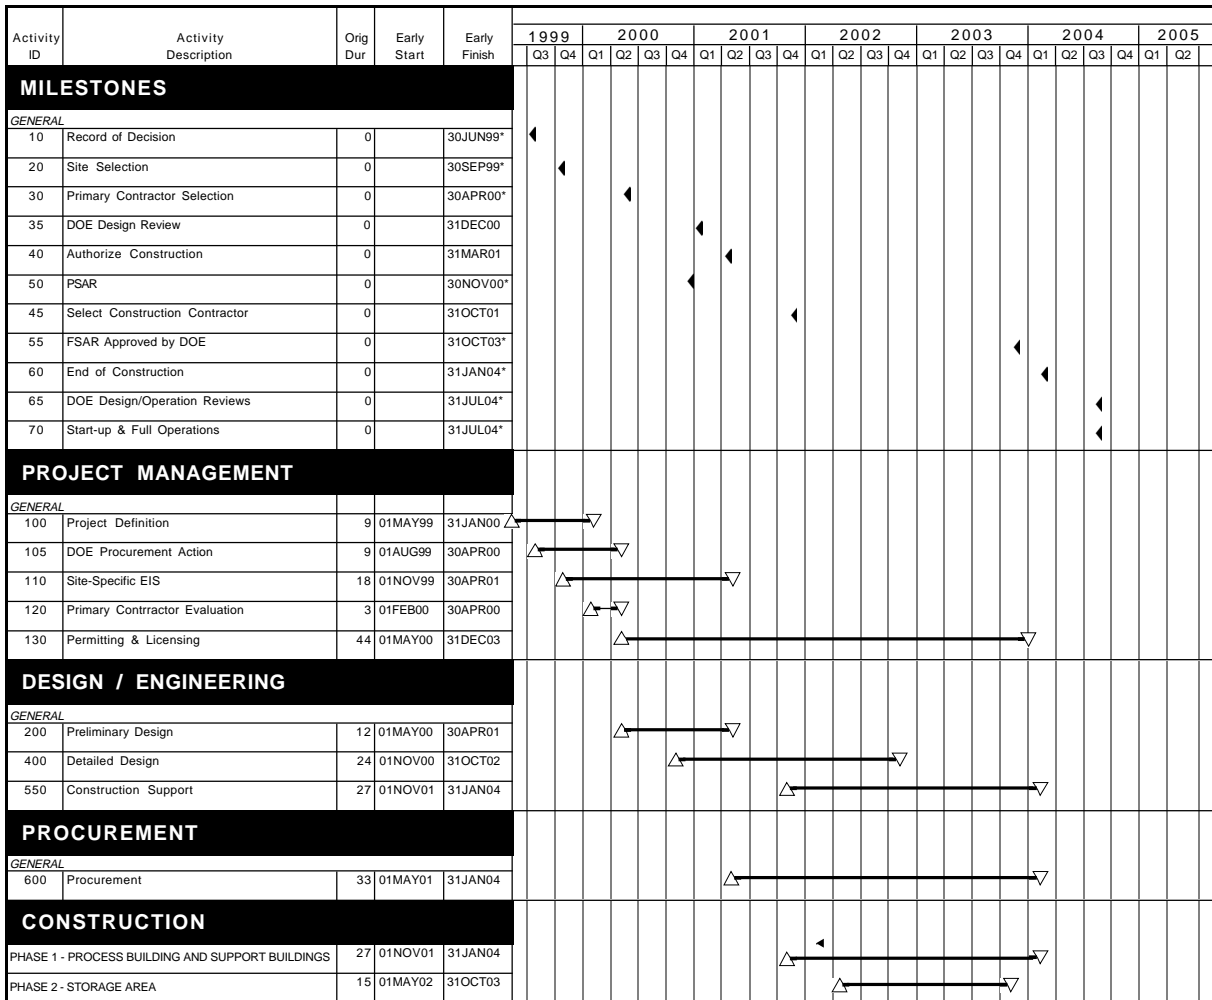 Activity Activity Orig Early Early 1999 2000 2001 2002 2003 2004 2005
ID Description Dur Start Finish Q3 Q4 Q1 Q2 Q3 Q4 Q1 Q2 Q3 Q4 Q1 Q2 Q3 Q4 Q1 Q2 Q3 Q4 Q1 Q2 Q3 Q4 Q1 Q2
MILESTONES
GENERAL
10 Record of Decision 0 30JUN99*
20 Site Selection 0 30SEP99*
30 Primary Contractor Selection 0 30APR00*
35 DOE Design Review 0 31DEC00
40 Authorize Construction 0 31MAR01
50 PSAR 0 30NOV00*
45 Select Construction Contractor 0 31OCT01
55 FSAR Approved by DOE 0 31OCT03*
60 End of Construction 0 31JAN04*
65 DOE Design/Operation Reviews 0 31JUL04*
70 Start-up & Full Operations 0 31JUL04*
PROJECT MANAGEMENT
GENERAL
100 Project Definition 9 01MAY99 31JAN00
105 DOE Procurement Action 9 01AUG99 30APR00
110 Site-Specific EIS 18 01NOV99 30APR01
120 Primary Contrractor Evaluation 3 01FEB00 30APR00
130 Permitting & Licensing 44 01MAY00 31DEC03
DESIGN / ENGINEERING
GENERAL
200 Preliminary Design 12 01MAY00 30APR01
400 Detailed Design 24 01NOV00 31OCT02
550 Construction Support 27 01NOV01 31JAN04
PROCUREMENT
GENERAL
600 Procurement 33 01MAY01 31JAN04
CONSTRUCTION
PHASE 1 - PROCESS BUILDING AND SUPPORT BUILDINGS 27 01NOV01 31JAN04
PHASE 2 - STORAGE AREA 15 01MAY02 31OCT03